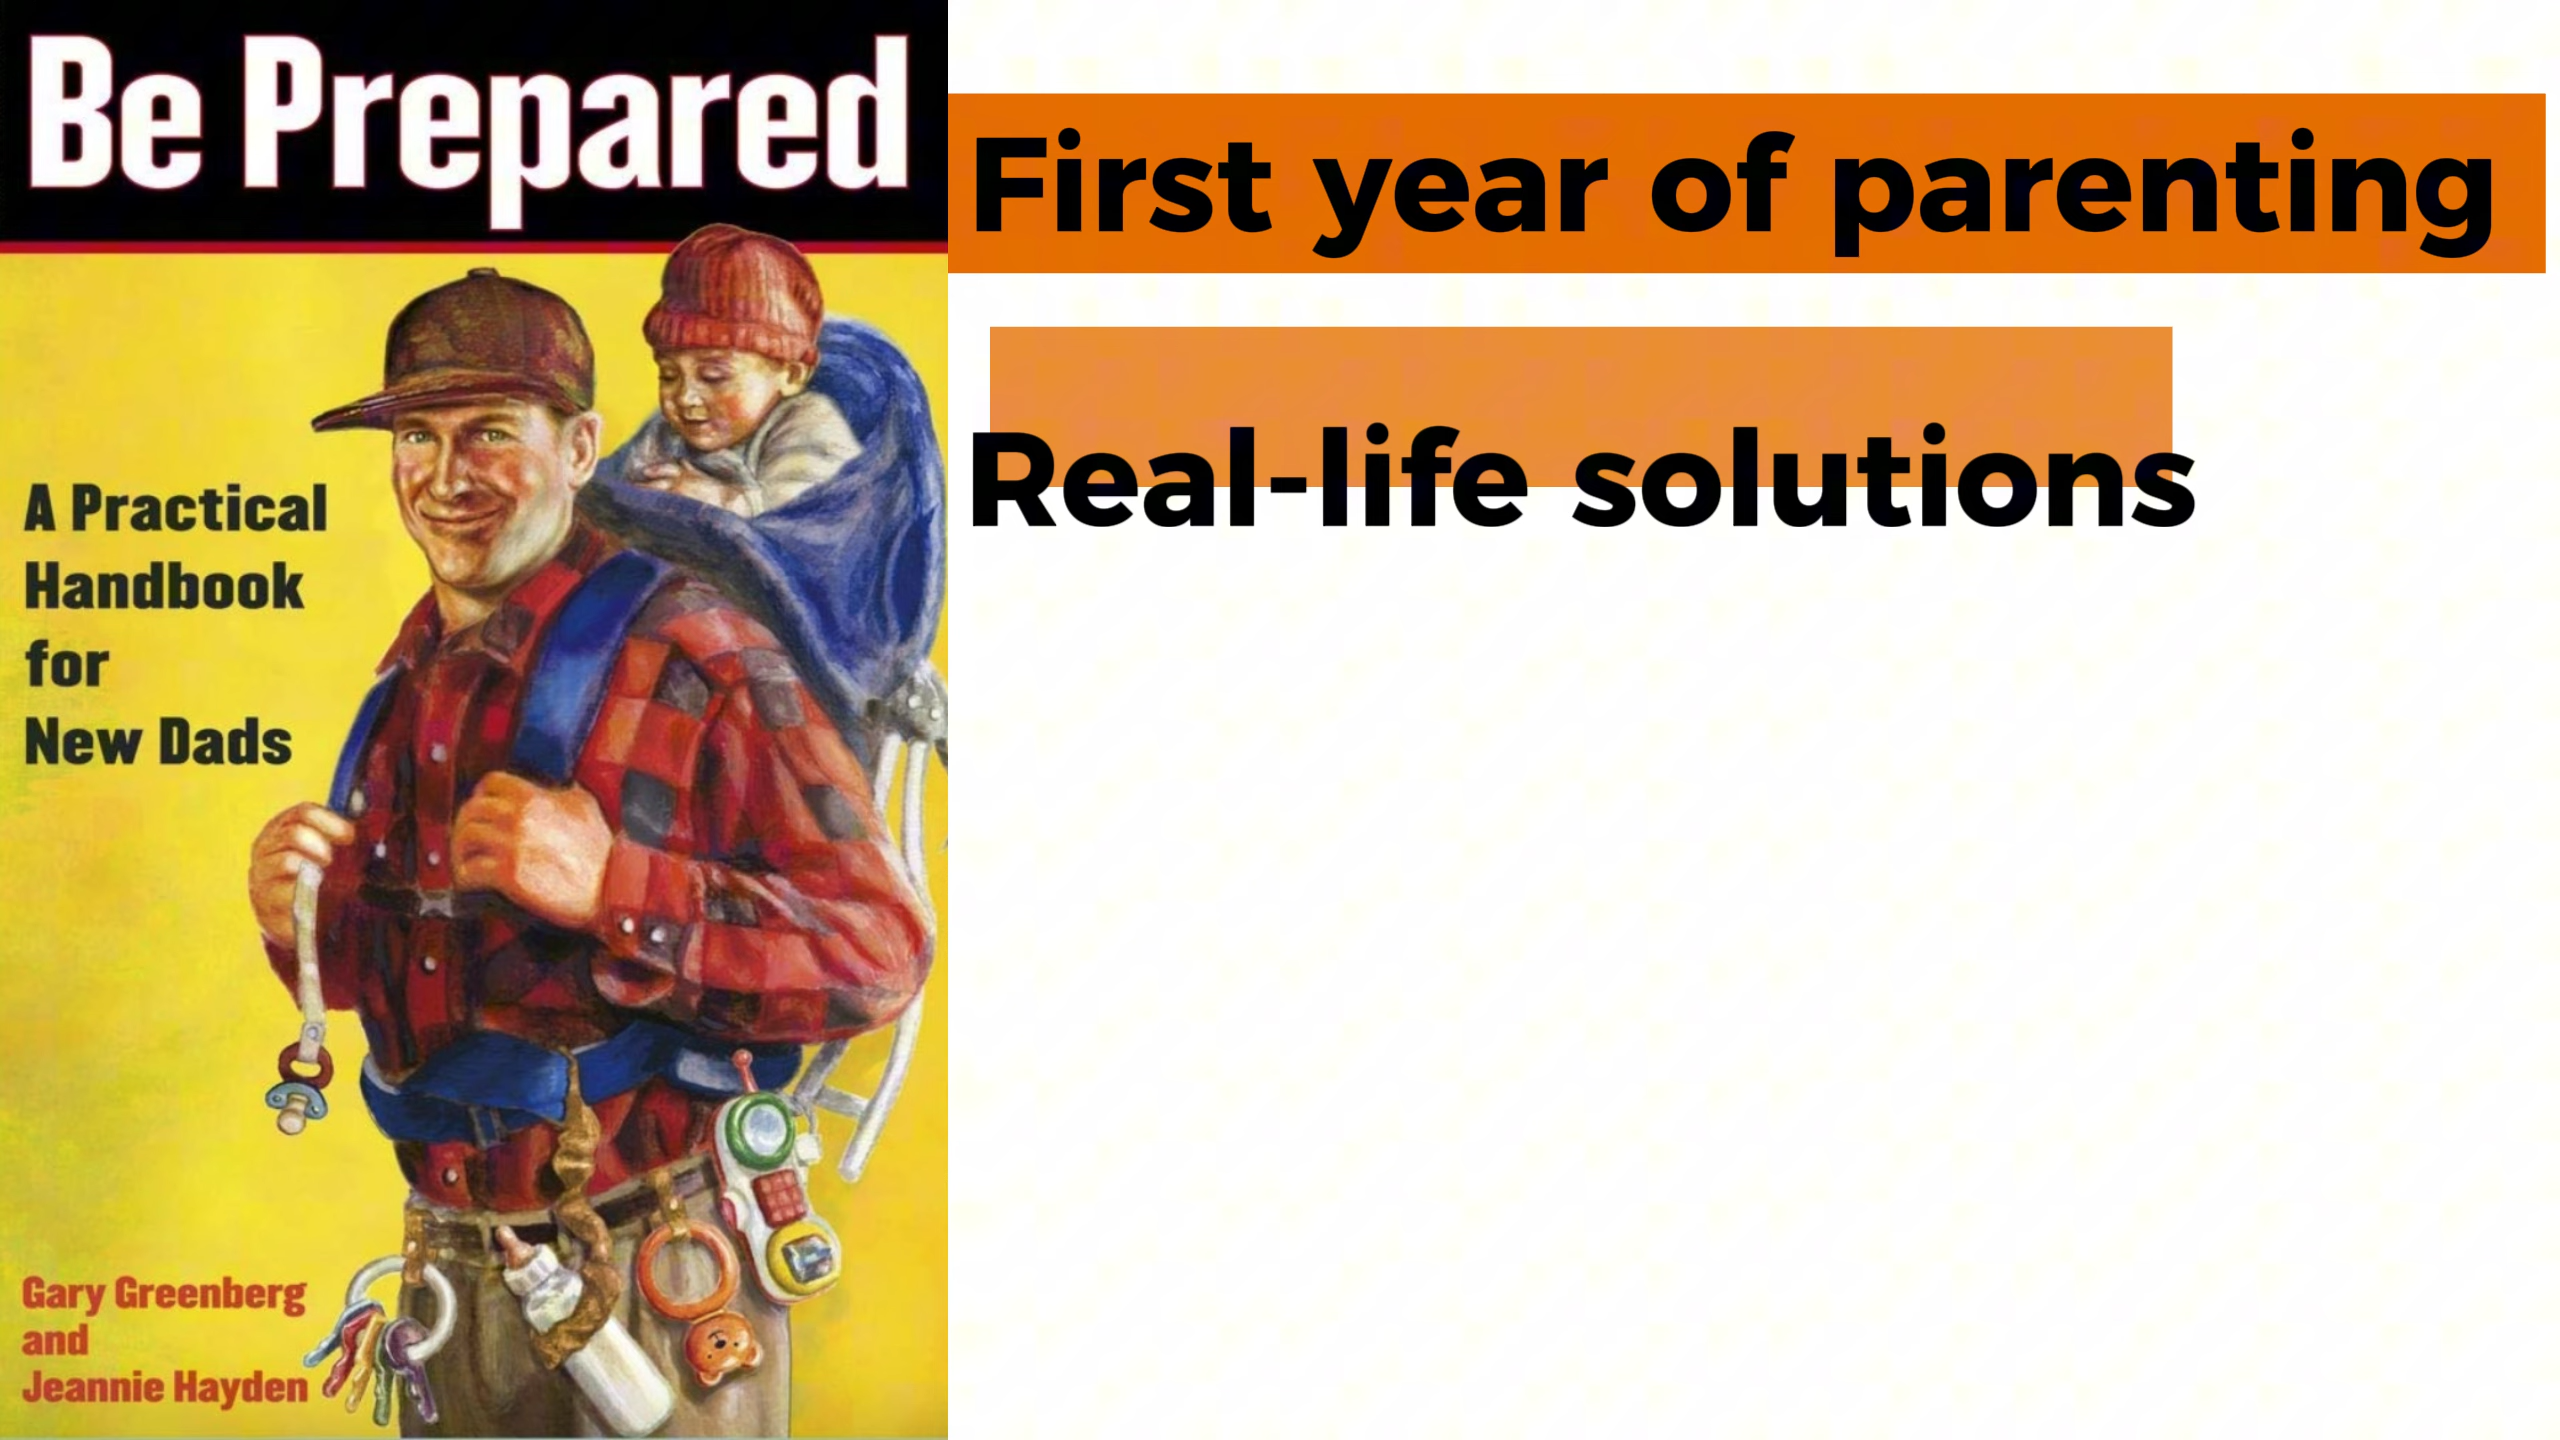 Be Prepared
A Practical
Handbook
for
New Dads
Gary Greenberg
and
Jeannie Hayden
First year of parenting
Real-life solutions